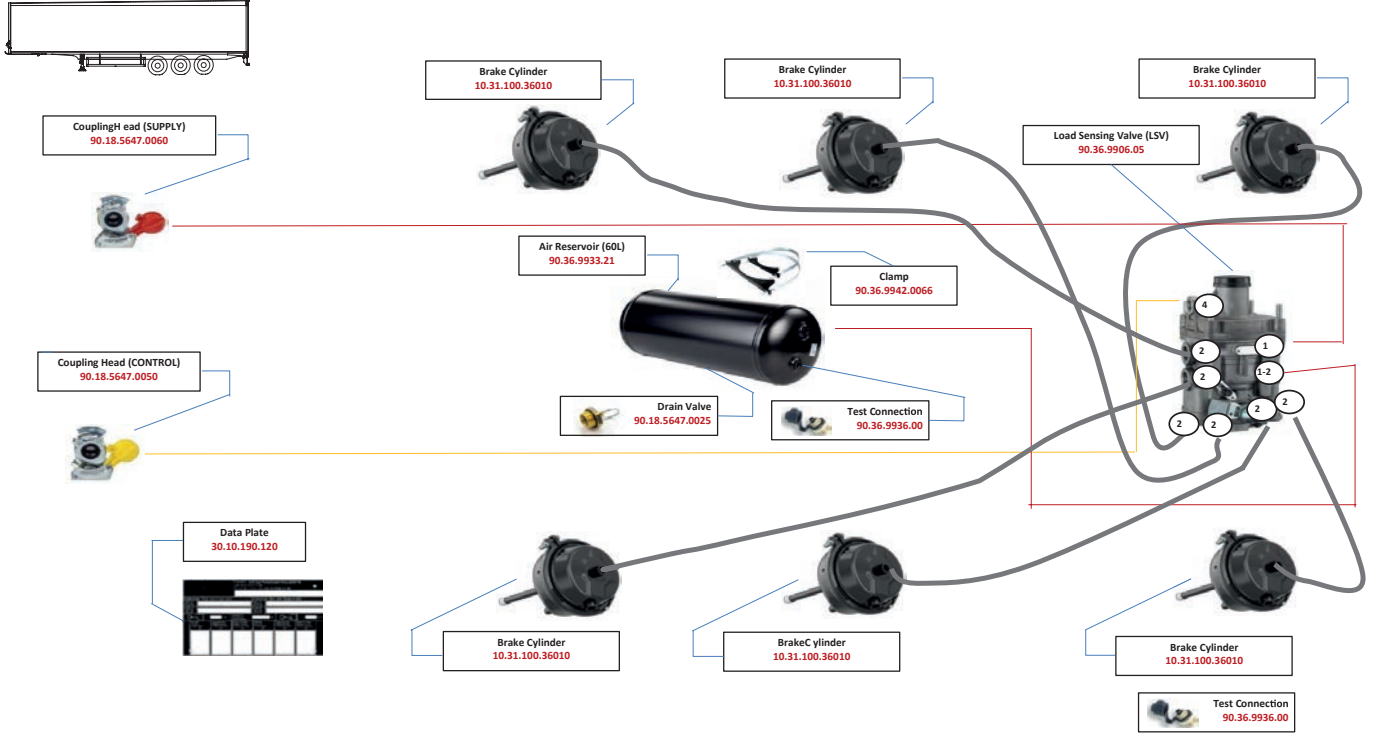 Brake Cylinder
10.31.100.36010
Brake Cylinder
10.31.100.36010
Brake Cylinder
10.31.100.36010
CouplingH ead (SUPPLY)
90.18.5647.0060
Load Sensing Valve (LSV)
90.36.9906.05
Air Reservoir (60L)
90.36.9933.21
Clamp
90.36.9942.0066
4
2
1
2
1-2
2
2
2
2
Coupling Head (CONTROL)
90.18.5647.0050
Drain Valve
90.18.5647.0025
Test Connection
90.36.9936.00
Data Plate
30.10.190.120
Brake Cylinder
10.31.100.36010
BrakeC ylinder
10.31.100.36010
Brake Cylinder
10.31.100.36010
Test Connection
90.36.9936.00